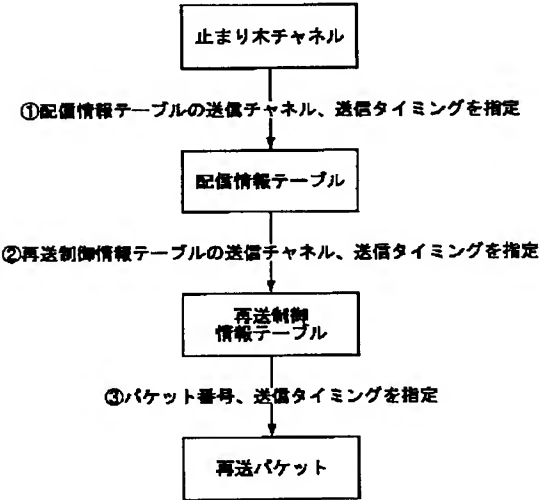 止まり木チャネル
①配信情報テーブルの送信チャネル、送信タイミングを指定
配信情報テーブル
②再送制御情報テーブルの送信チャネル、送信タイミングを指定
再送制御
情報テーブル
③パケット番号、送信タイミングを指定
再送パケット